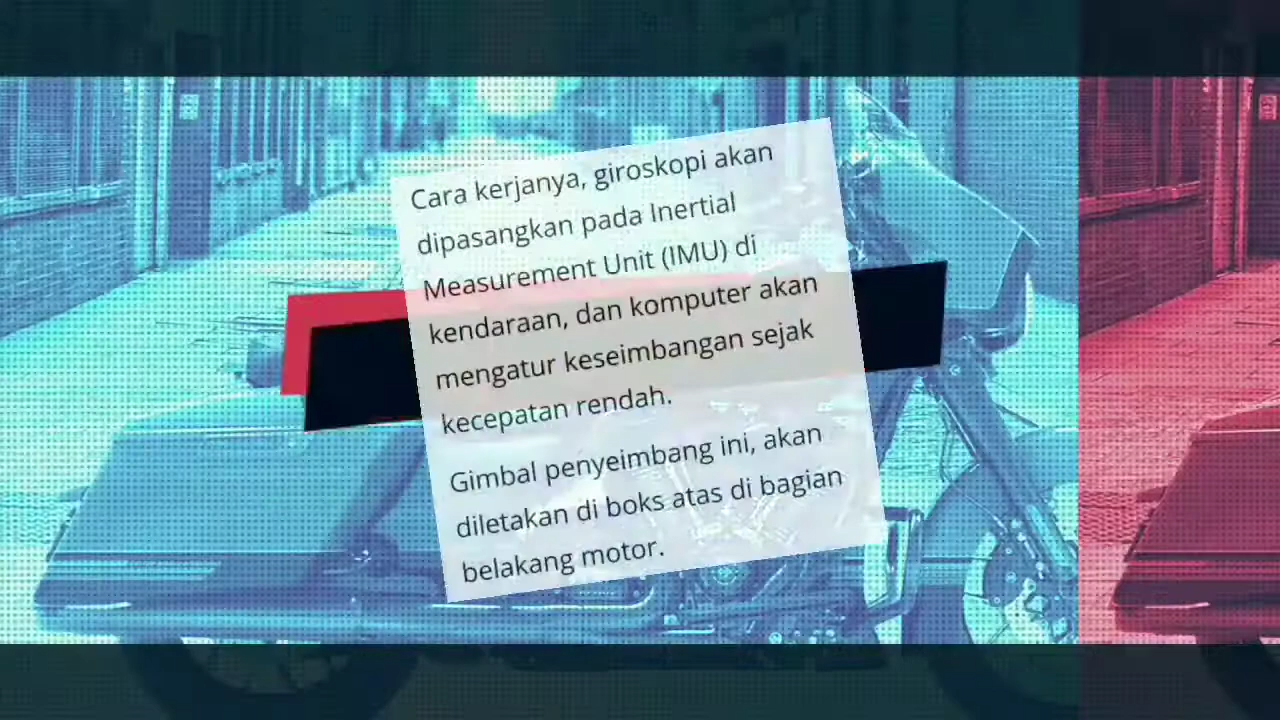 Cara kerjanya, giroskopi akan
dipasangkan pada Inertial
Measurement Unit (IMU) di
kendaraan, dan komputer akan
mengatur keseimbangan sejak
kecepatan rendah.
Gimbal penyeimbang ini, akan
diletakan di boks atas di bagian
belakang motor.